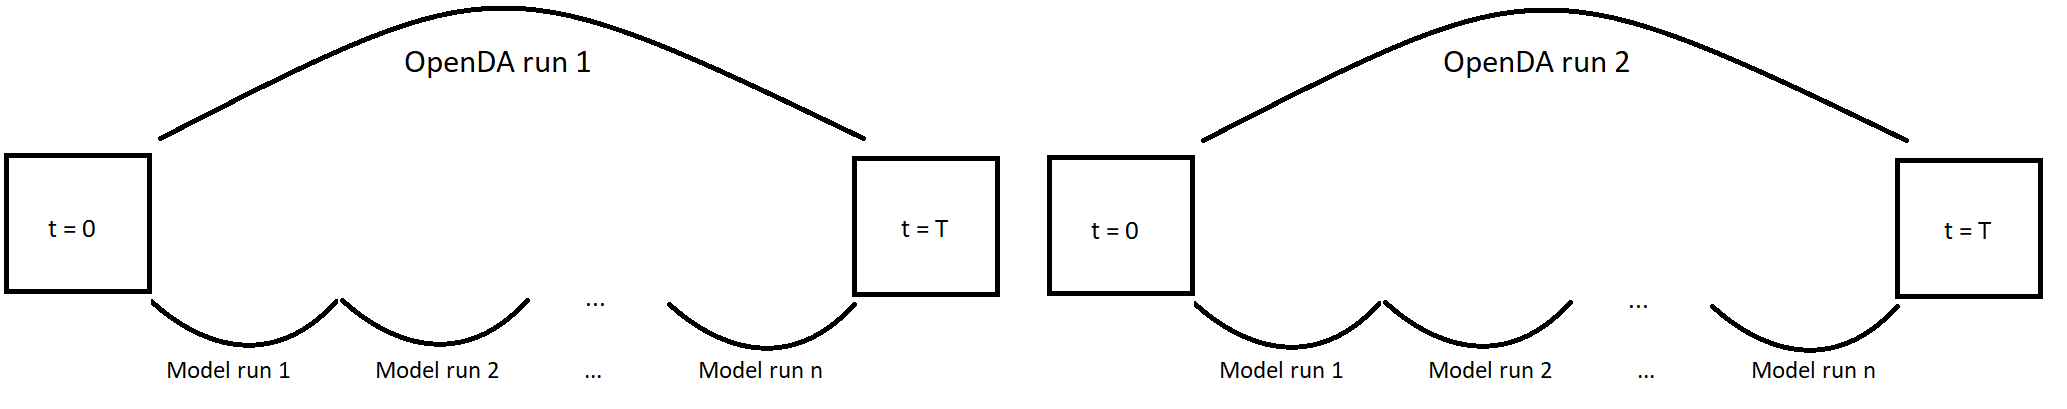 OpenDA run 1
OpenDA run 2
t = 0
t = T
t = 0
t = T
...
...
Model run 1
Model run 2
...
Model run n
Model run 1
Model run 2
...
Model run n